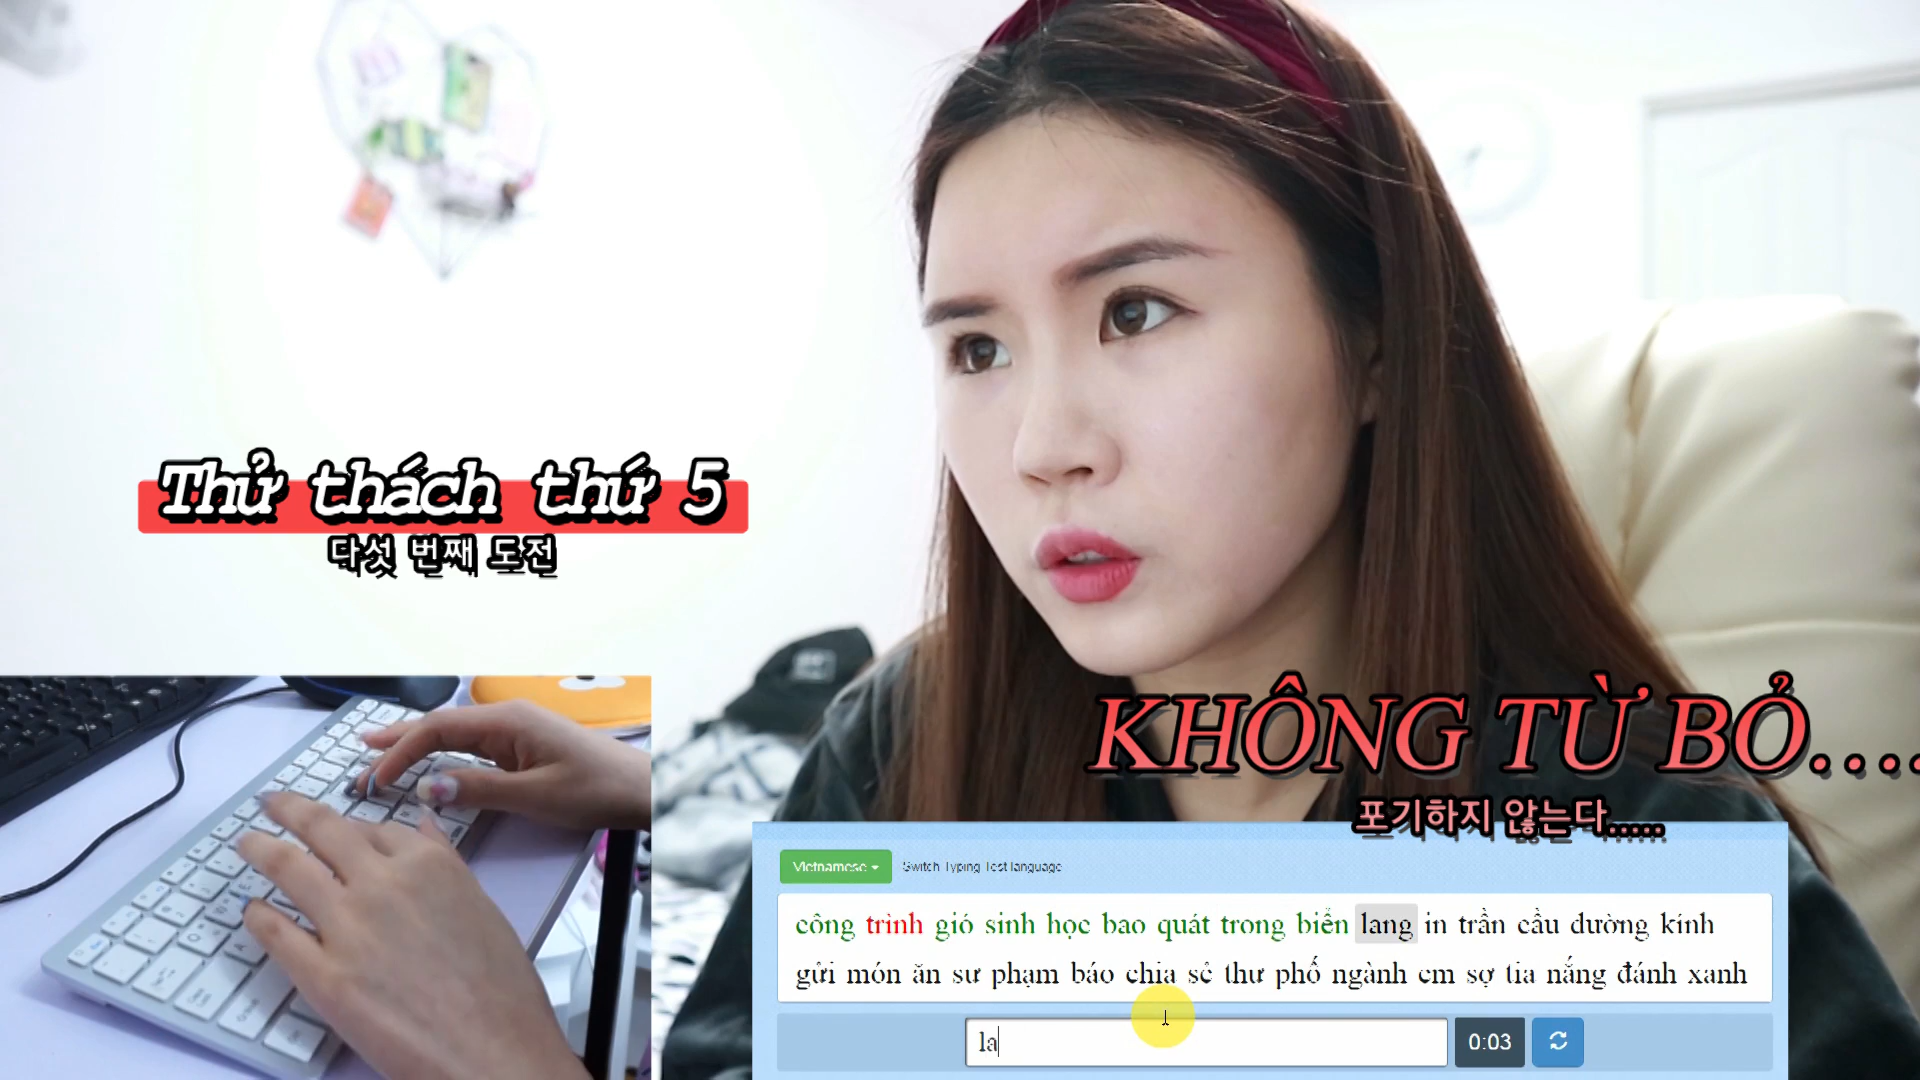 Thử thách thứ 5
다섯 번째 도전
KHÔNG TỪ BỎ....
포기하지 않는다.....
Vietnamese
Switch Typing Test language
công trình gió sinh học bao quát trong biển lang in trần cầu đường kính
gửi món ăn sư phạm báo chia sẻ thư phố ngành em sợ tia nắng đánh xanh
la
0:03